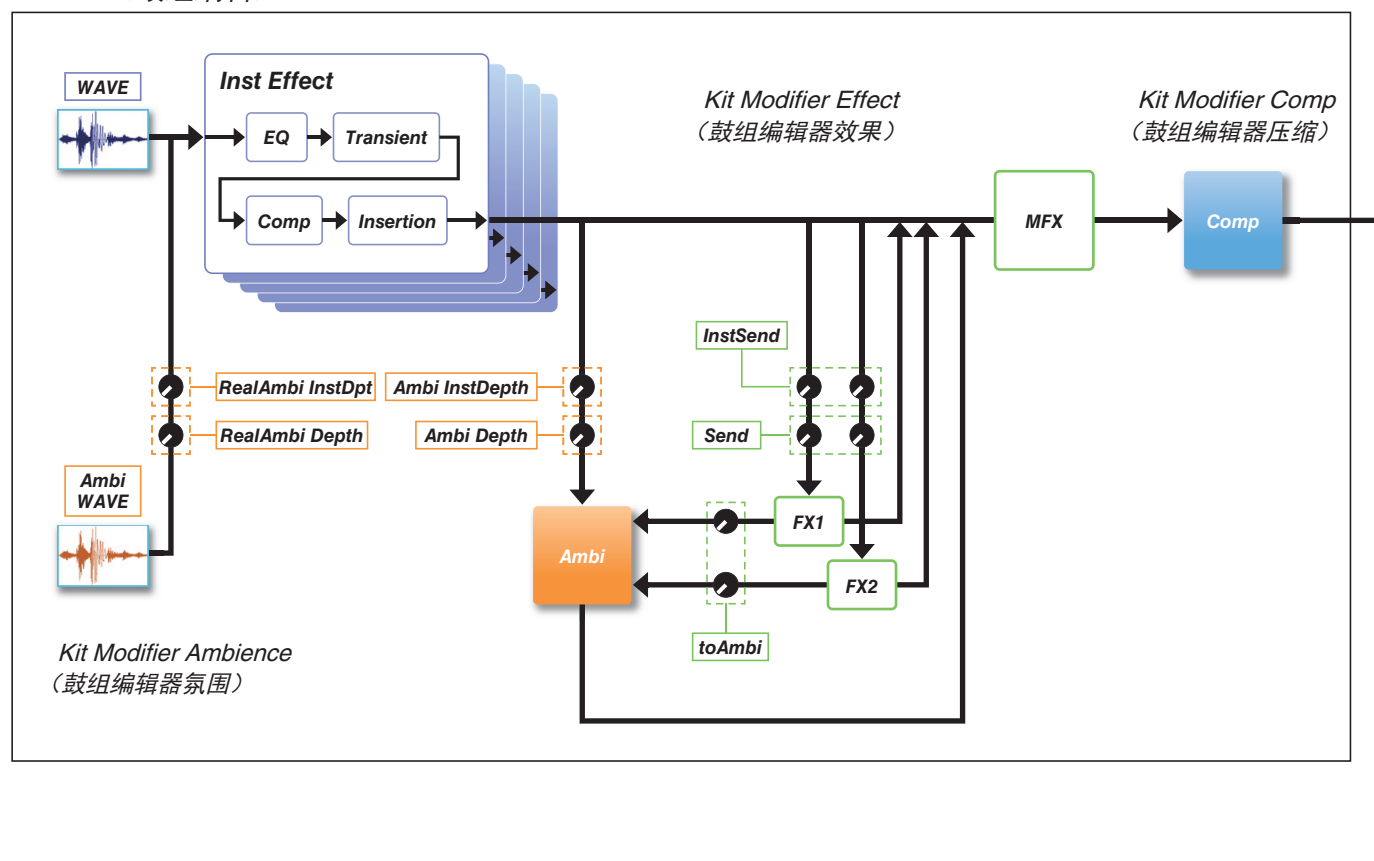 WAVE
Inst Effect
EQ
Transient
Comp
Insertion
Kit Modifier Effect
（鼓组编辑器效果）
Kit Modifier Comp
（鼓组编辑器压缩）
MFX
Comp
InstSend
RealAmbi InstDpt
Ambi InstDepth
RealAmbi Depth
Ambi Depth
Send
Ambi
WAVE
FX1
Ambi
FX2
toAmbi
Kit Modifier Ambience
（鼓组编辑器氛围）